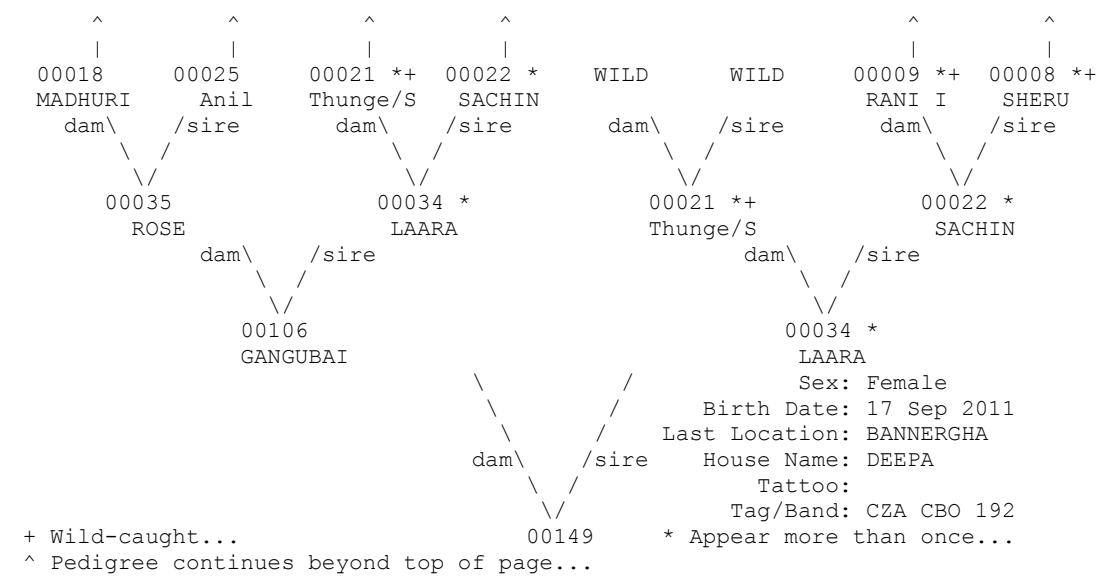 ^ ^ ^ ^ ^ ^
| | | | | |
00018 00025 00021 *+ 00022 * WILD WILD 00009 *+ 00008 *+
MADHURI Anil Thunge/S SACHIN RANI I SHERU
dam\ /sire dam\ /sire dam\ /sire dam\ /sire
\ / \ / \ / \ /
\/ \/ \/ \/
00035 00034 * 00021 *+ 00022 *
ROSE LAARA Thunge/S SACHIN
dam\ /sire dam\ /sire
\ / \ /
\/ \/
00106 00034 *
GANGUBAI LAARA
\ / Sex: Female
\ / Birth Date: 17 Sep 2011
\ / Last Location: BANNERGHA
dam\ /sire House Name: DEEPA
\ / Tattoo:
\/ Tag/Band: CZA CBO 192
+ Wild-caught... 00149 * Appear more than once...
^ Pedigree continues beyond top of page...